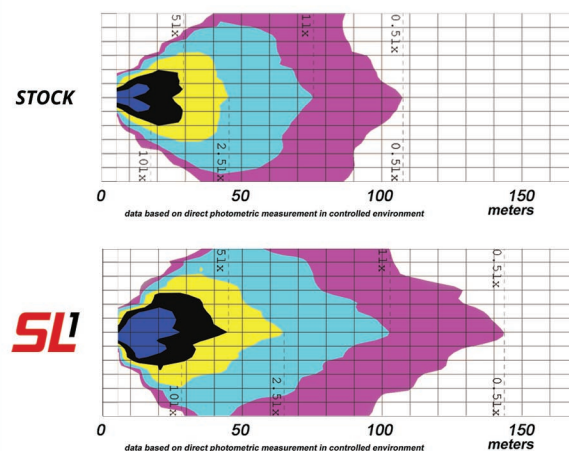 51x
11x
0.51x
STOCK
101x
2.51x
0.51x
0 50 100 150
meters
data based on direct photometric measurement in controlled environment
51x
11x
0.51x
SL1
101x
2.51x
0.51x
0 50 100 150
meters
data based on direct photometric measurement in controlled environment